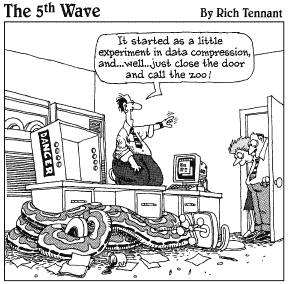 The 5th Wave
By Rich Tennant
It started as a little
experiment in data compression,
and...well...just close the door
and call the zoo!
DANGER